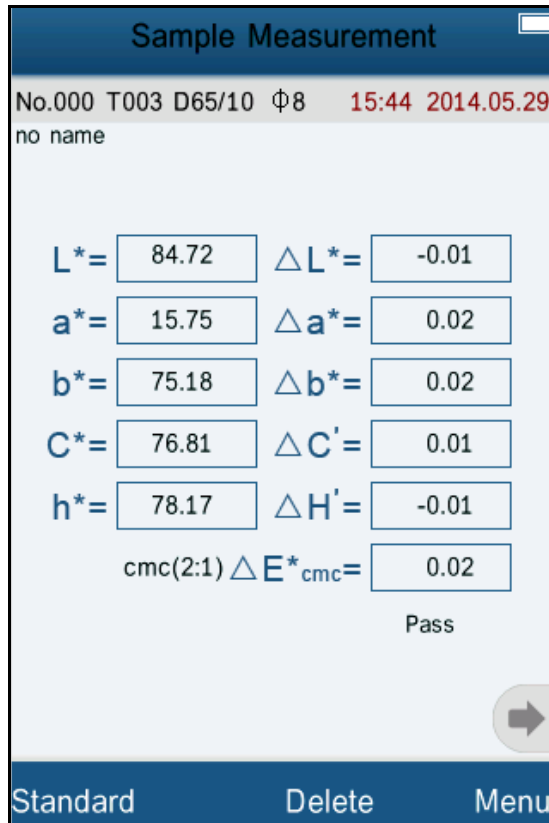 Sample Measurement
No.000 T003 D65/10 Φ8 15:44 2014.05.29
no name
L*= 84.72 △L*= -0.01
a*= 15.75 △a*= 0.02
b*= 75.18 △b*= 0.02
C*= 76.81 △C'= 0.01
h*= 78.17 △H'= -0.01
cmc(2:1) △E*cmc= 0.02
Pass
Standard Delete Menu